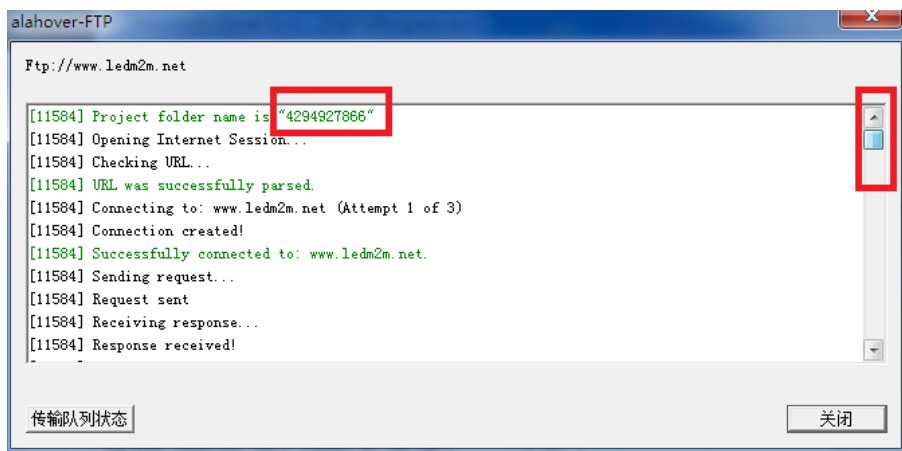 alahover-FTP
Ftp://www.ledm2m.net
[11584] Project folder name is "4294927866"
[11584] Opening Internet Session...
[11584] Checking URL...
[11584] URL was successfully parsed.
[11584] Connecting to: www.ledm2m.net (Attempt 1 of 3)
[11584] Connection created!
[11584] Successfully connected to: www.ledm2m.net.
[11584] Sending request...
[11584] Request sent
[11584] Receiving response...
[11584] Response received!
传输队列状态
关闭